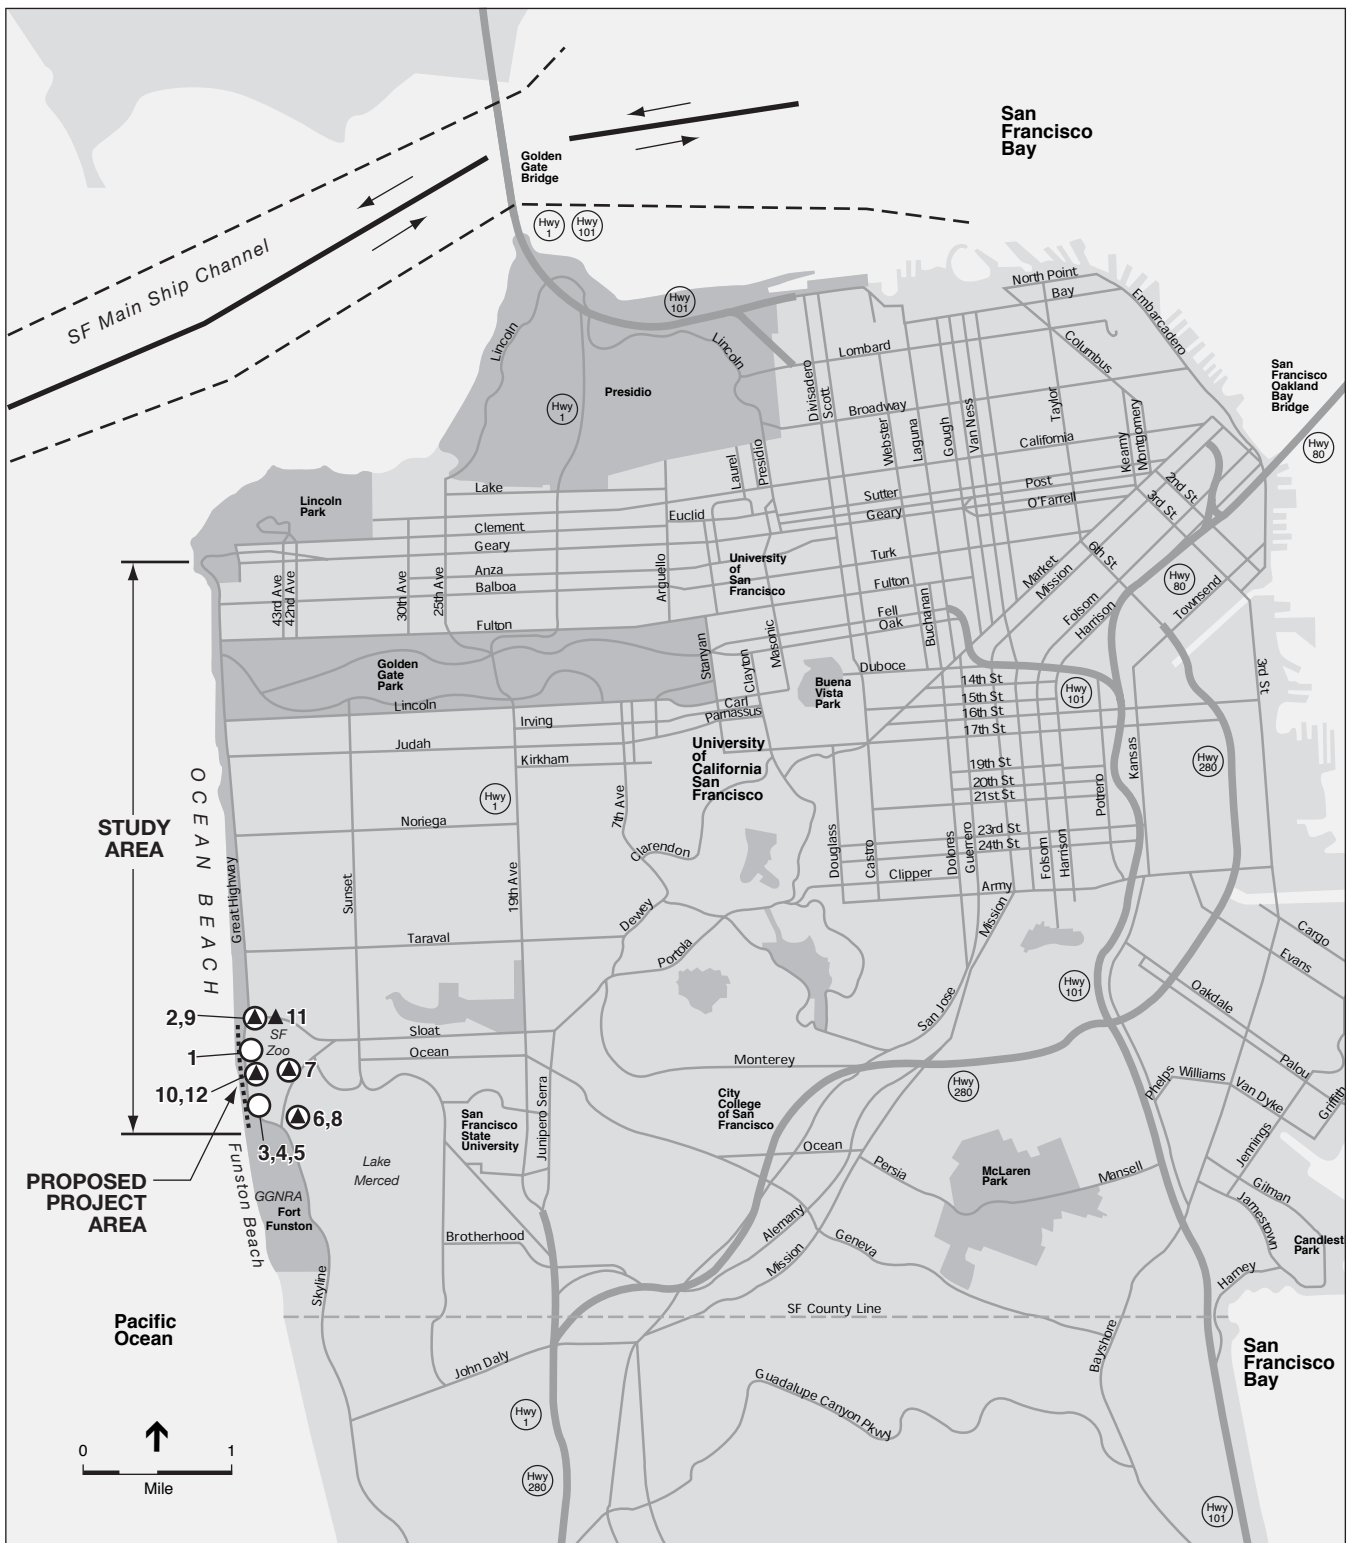 San
Francisco
Bay
Golden
Gate
Bridge
Hwy
1
Hwy
101
SF Main Ship Channel
Hwy
101
North Point
Bay
Embarcadero
Columbus
Lincoln
Lincoln
Lombard
San
Francisco
Oakland
Bay
Bridge
Presidio
Hwy
1
Divisadero
Scott
Broadway
Webster
Laguna
Gough
Van Ness
Taylor
California
Kearny
Montgomery
Hwy
80
Laurel
Presidio
Lake
Lincoln
Park
Sutter
Post
2nd St
3rd St
Euclid
Geary
O'Farrell
Clement
Geary
Anza
Balboa
43rd Ave
42nd Ave
30th Ave
25th Ave
Arguello
University
of
San
Francisco
Turk
Fulton
Market
Mission
6th St
Folsom
Harrison
Hwy
80
Townsend
Fulton
Fell
Oak
Buchanan
Golden
Gate
Park
Stanyan
Clayton
Masonic
Duboce
Buena
Vista
Park
14th St
15th St
16th St
17th St
Hwy
101
3rd St.
Lincoln
Carl
Parnassus
Irving
Judah
Kirkham
University
of
California
San
Francisco
Kansas
Hwy
280
19th St
20th St
21st St
Potrero
OCEAN BEACH
Hwy
1
7th Ave
STUDY
AREA
Noriega
Clarendon
Douglass
Castro
Dolores
Guerrero
23rd St
24th St
Folsom
Harrison
Great Highway
Sunset
19th Ave
Clipper
Army
Dewey
Mission
Taraval
Portola
Cargo
Evans
Hwy
101
Oakdale
San Jose
2,9
11
SF
Zoo
Sloat
1
Ocean
7
Monterey
10,12
Hwy
280
Phelps
Williams
Palou
Van Dyke
Griffith
City
College
of San
Francisco
San
Francisco
State
University
Junipero Serra
6,8
3,4,5
Jennings
Ocean
Lake
Merced
Persia
McLaren
Park
Mansell
PROPOSED
PROJECT
AREA
Funston Beach
GGNRA
Fort
Funston
Gilman
Jamestown
Alemany
Mission
Geneva
Brotherhood
Candlest
Park
Harney
Skyline
SF County Line
Pacific
Ocean
San
Francisco
Bay
Bayshore
John Daly
Guadalupe Canyon Pkwy
Hwy
1
0
1
Mile
Hwy
280
Hwy
101